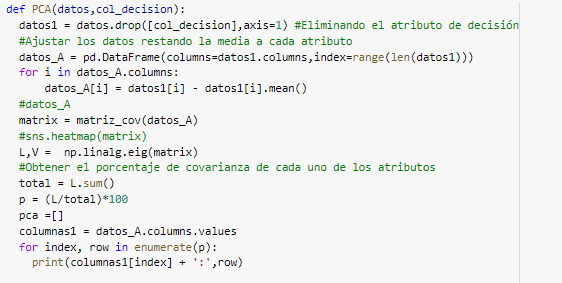 def PCA(datos,col_decision):
  datos1 = datos.drop([col_decision],axis=1) #Eliminando el atributo de decisión
  #Ajustar los datos restando la media a cada atributo
  datos_A = pd.DataFrame(columns=datos1.columns,index=range(len(datos1)))
  for i in datos_A.columns:
      datos_A[i] = datos1[i] - datos1[i].mean()
  #datos_A
  matrix = matriz_cov(datos_A)
  #sns.heatmap(matrix)
  L,V =  np.linalg.eig(matrix)
  #Obtener el porcentaje de covarianza de cada uno de los atributos
  total = L.sum()
  p = (L/total)*100
  pca =[]
  columnas1 = datos_A.columns.values
  for index, row in enumerate(p):
    print(columnas1[index] + ':',row)